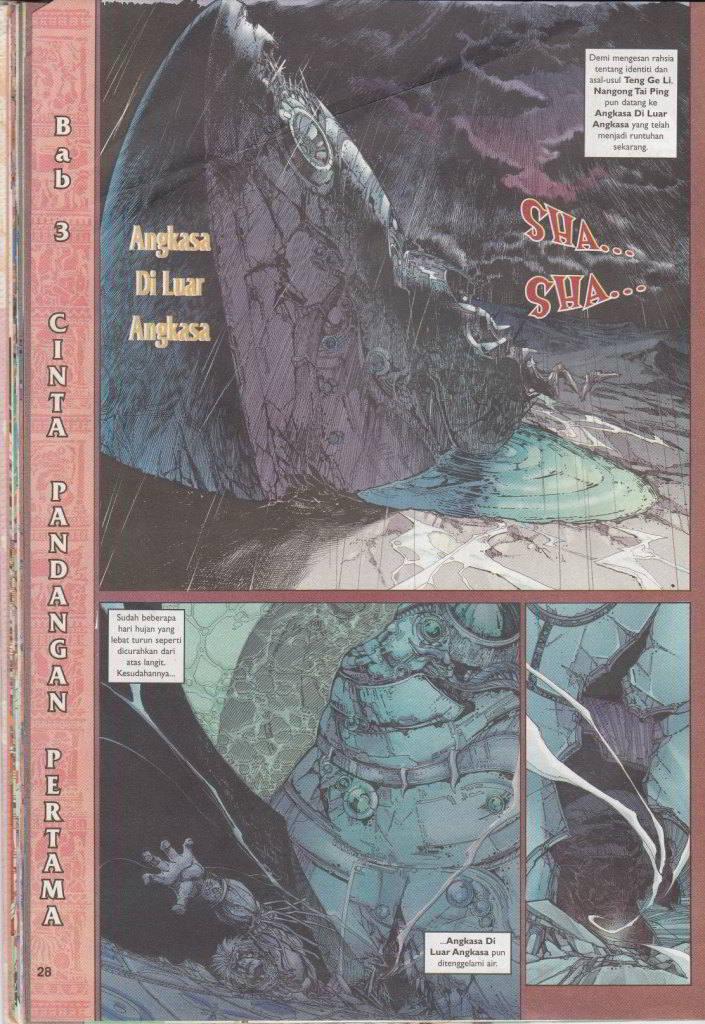 Bab 3 CINTA PANDANGAN PERTAMA
Demi mengesan rahsia
tentang identiti dan
asal-usul Teng Ge Li,
Nangong Tai Ping
pun datang ke
Angkasa Di Luar
Angkasa yang telah
menjadi runtuhan
sekarang.
Angkasa
Di Luar
Angkasa
SHA...
SHA...
Sudah beberapa
hari hujan yang
lebat turun seperti
dicurahkan dari
atas langit.
Kesudahannya...
...Angkasa Di
Luar Angkasa pun
ditenggelami air.
28